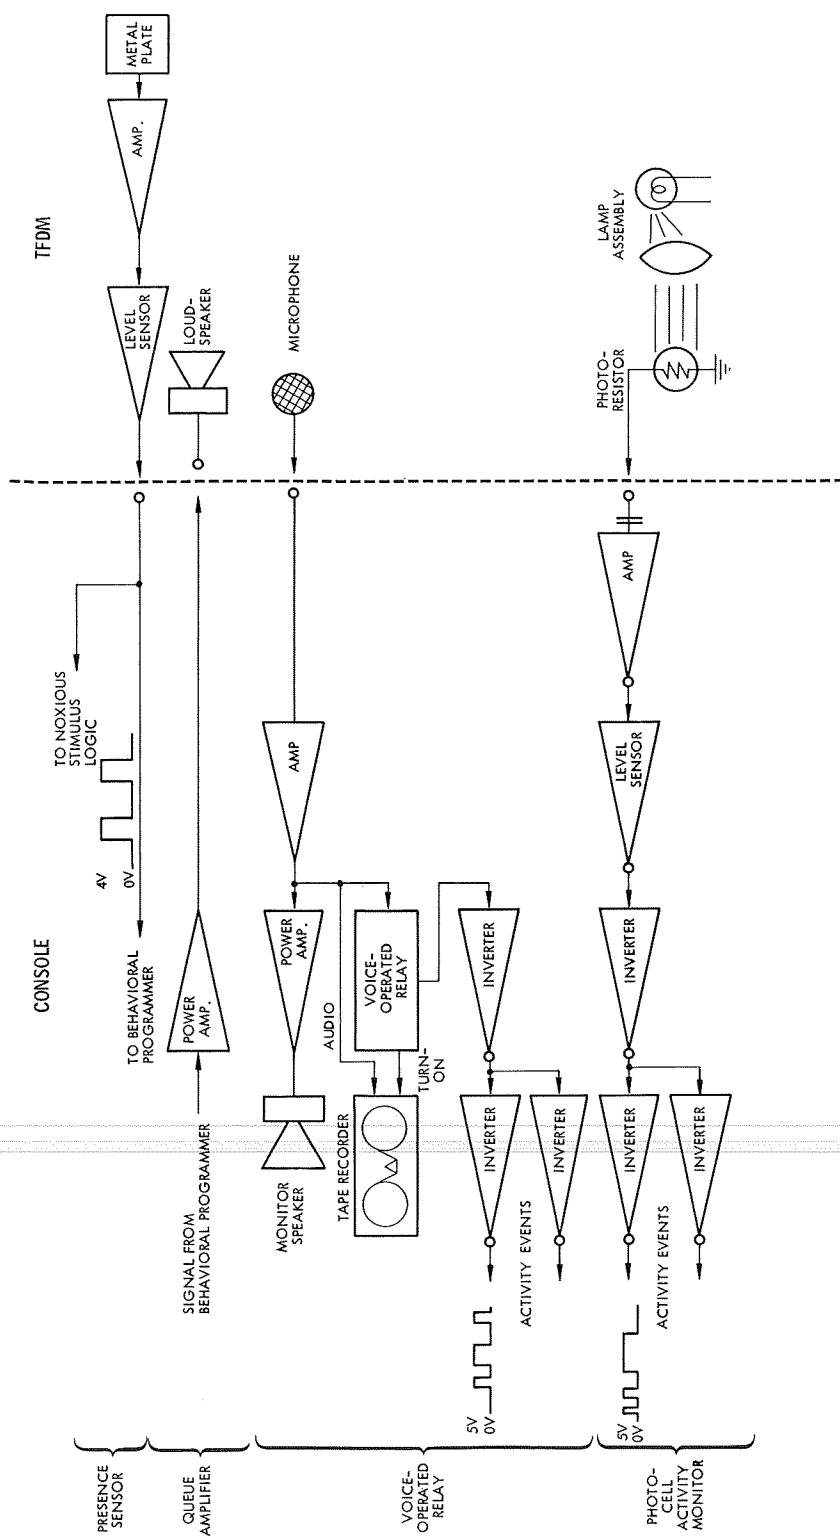 PRESENCE
SENSOR
QUEUE
AMPLIFIER
VOICE-
OPERATED
RELAY
PHOTO-
CELL
ACTIVITY
MONITOR
CONSOLE
TFDM
TO BEHAVIORAL
PROGRAMMER
4V
0V
TO NOXIOUS
STIMULUS
LOGIC
LEVEL
SENSOR
AMP.
METAL
PLATE
SIGNAL FROM
BEHAVIORAL PROGRAMMER
POWER
AMP.
LOUD-
SPEAKER
MONITOR
SPEAKER
POWER
AMP.
AMP
MICROPHONE
AUDIO
TAPE RECORDER
TURN-
ON
VOICE-
OPERATED
RELAY
5V
0V
INVERTER
INVERTER
ACTIVITY EVENTS
INVERTER
5V
0V
INVERTER
INVERTER
LEVEL
SENSOR
AMP
PHOTO-
RESISTOR
LAMP
ASSEMBLY
ACTIVITY EVENTS
INVERTER